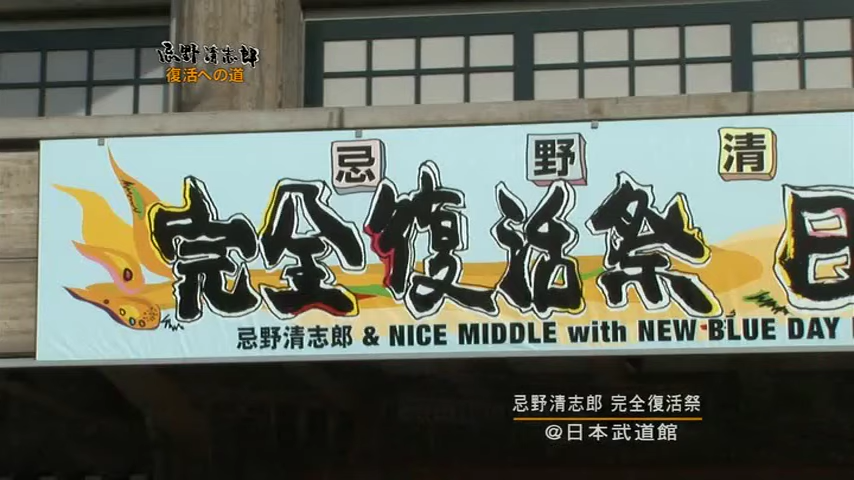 忌野清志郎
復活への道
忌野清
完全復活祭 日
忌野清志郎 & NICE MIDDLE with NEW BLUE DAY
忌野清志郎 完全復活祭
@日本武道館